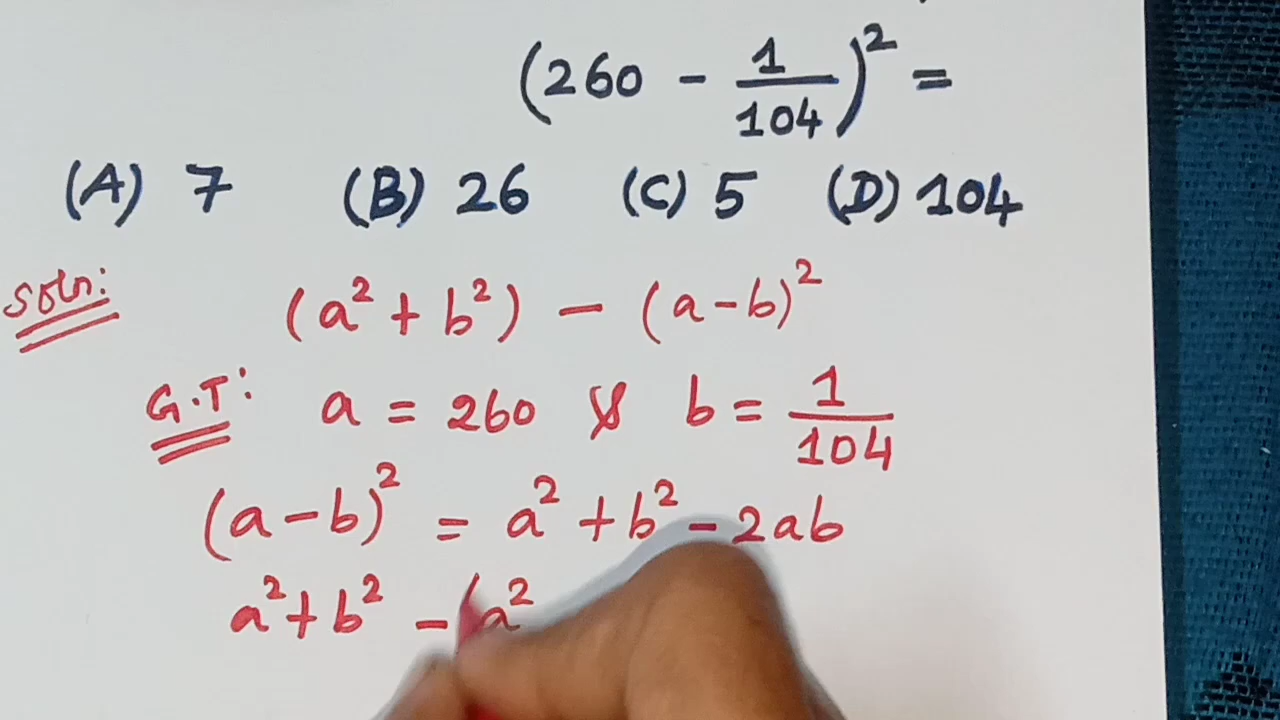 (260 - 1/104)² =
(A) 7 (B) 26 (C) 5 (D) 104
Soln:
(a² + b²) - (a - b)²
G.T: a = 260 & b = 1/104
(a - b)² = a² + b² - 2ab
a² + b² - (a²